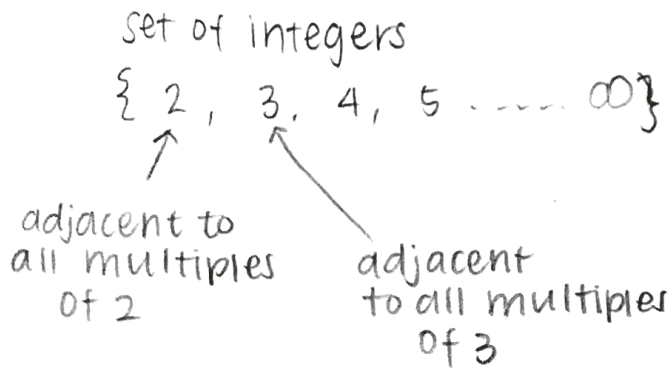 set of integers
{ 2, 3, 4, 5 ...... ∞}
adjacent to
all multiples
of 2
adjacent
to all multiples
of 3